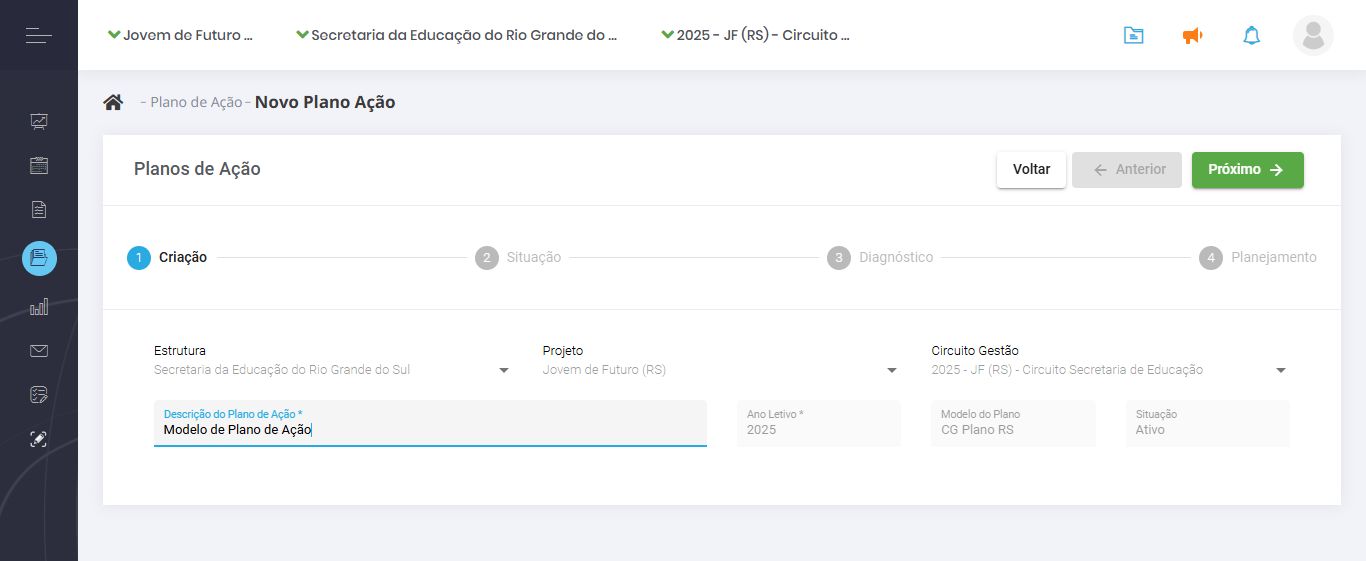 Jovem de Futuro ... Secretaria da Educação do Rio Grande do ... 2025 - JF (RS) - Circuito ...
- Plano de Ação - Novo Plano Ação
Planos de Ação
Voltar
Anterior
Próximo
1 Criação
2 Situação
3 Diagnóstico
4 Planejamento
Estrutura
Secretaria da Educação do Rio Grande do Sul
Projeto
Jovem de Futuro (RS)
Circuito Gestão
2025 - JF (RS) - Circuito Secretaria de Educação
Descrição do Plano de Ação *
Modelo de Plano de Ação
Ano Letivo *
2025
Modelo do Plano
CG Plano RS
Situação
Ativo